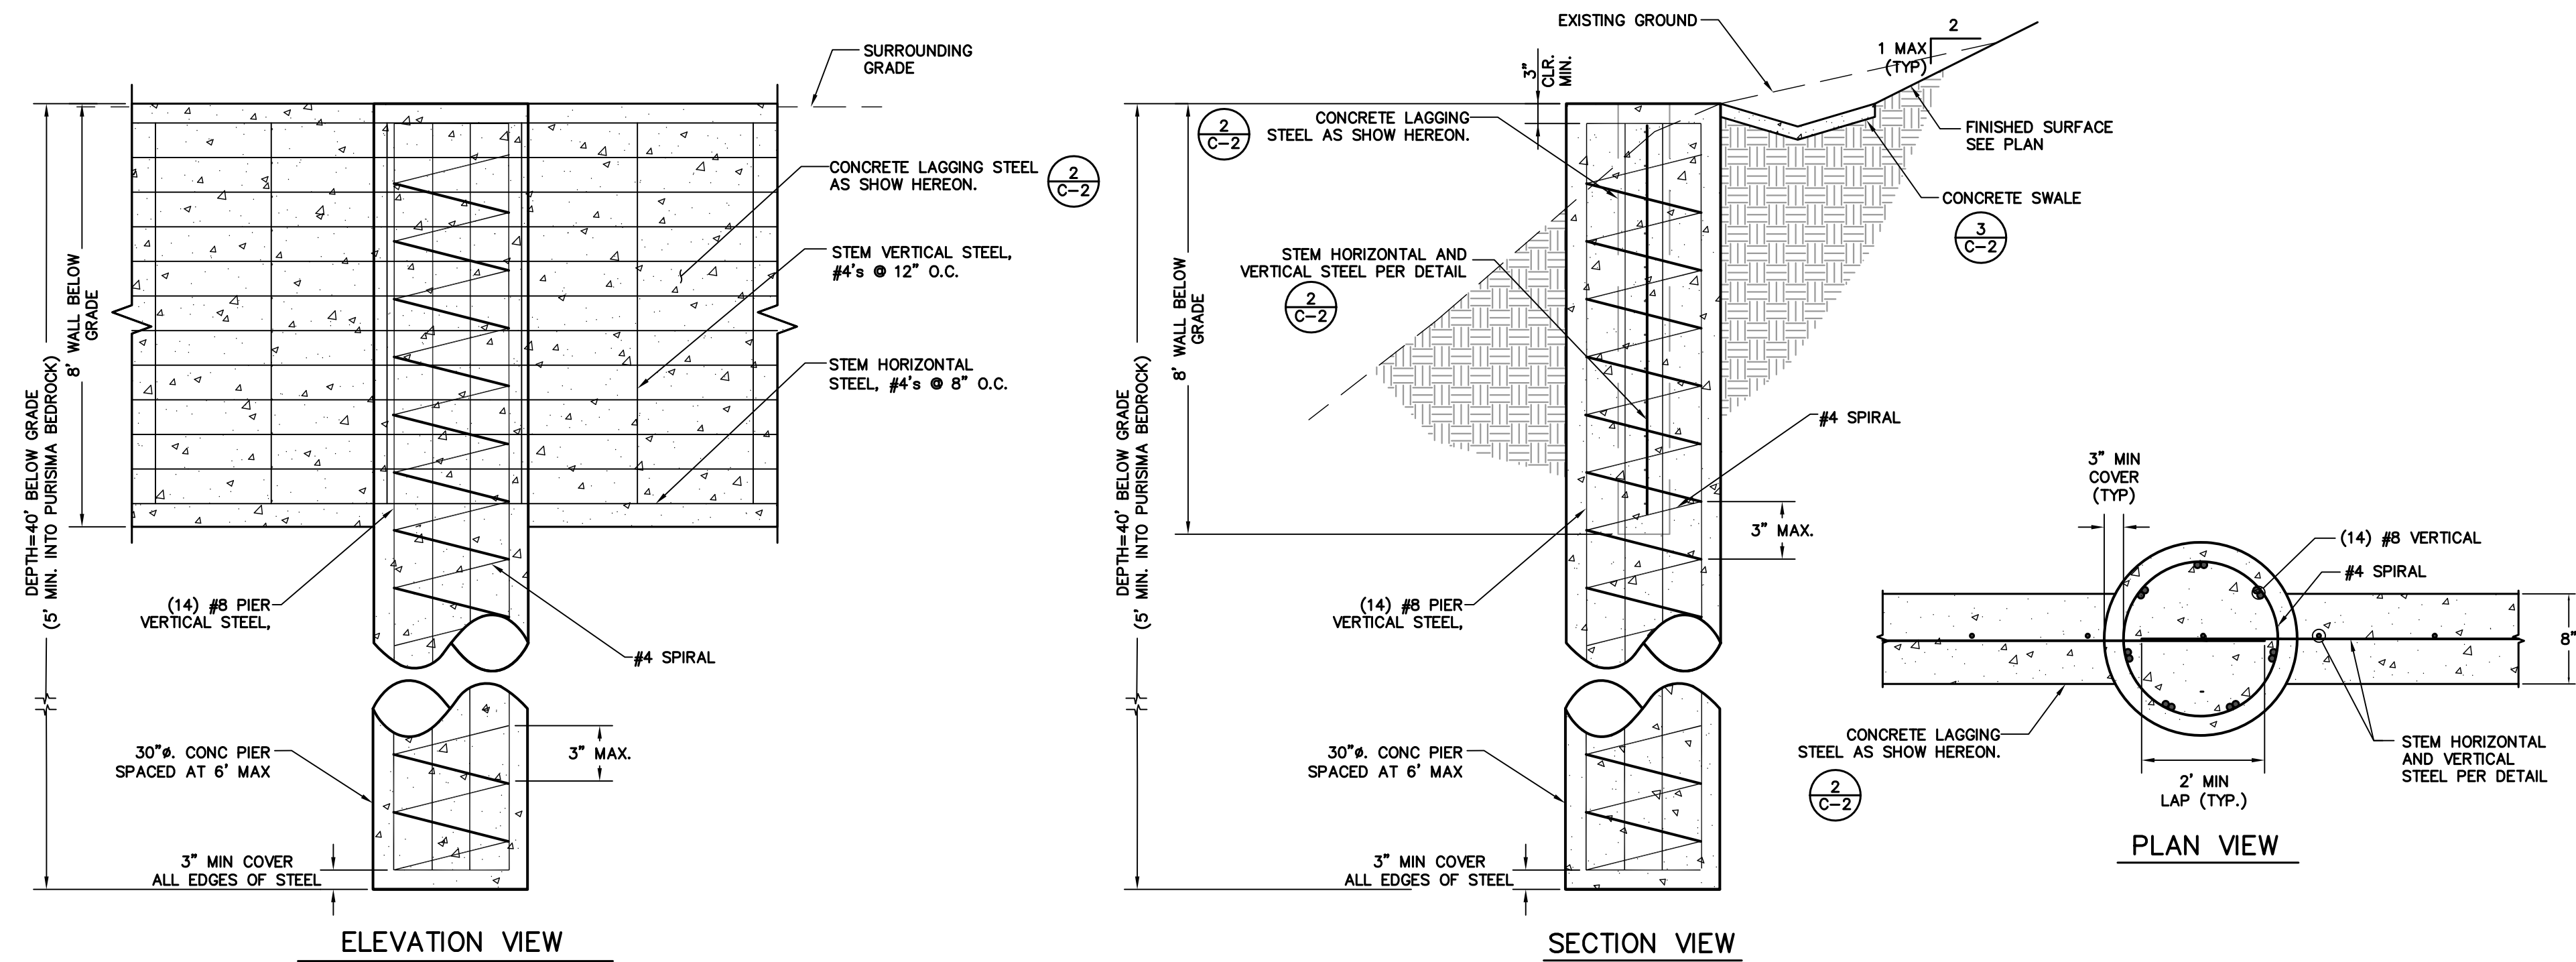 SURROUNDING
GRADE
CONCRETE LAGGING STEEL
AS SHOW HEREON.
2
C-2
STEM VERTICAL STEEL,
#4's @ 12" O.C.
STEM HORIZONTAL
STEEL, #4's @ 8" O.C.
8' WALL BELOW
GRADE
DEPTH=40' BELOW GRADE
(5' MIN. INTO PURISIMA BEDROCK)
(14) #8 PIER
VERTICAL STEEL,
#4 SPIRAL
30"ø. CONC PIER
SPACED AT 6' MAX
3" MAX.
3" MIN COVER
ALL EDGES OF STEEL
ELEVATION VIEW
EXISTING GROUND
3"
CLR.
MIN.
2
1 MAX
(TYP)
2
C-2
CONCRETE LAGGING
STEEL AS SHOW HEREON.
FINISHED SURFACE
SEE PLAN
CONCRETE SWALE
3
C-2
STEM HORIZONTAL AND
VERTICAL STEEL PER DETAIL
2
C-2
8' WALL BELOW
GRADE
DEPTH=40' BELOW GRADE
(5' MIN. INTO PURISIMA BEDROCK)
#4 SPIRAL
3" MAX.
(14) #8 PIER
VERTICAL STEEL,
30"ø. CONC PIER
SPACED AT 6' MAX
3" MIN COVER
ALL EDGES OF STEEL
SECTION VIEW
3" MIN
COVER
(TYP)
(14) #8 VERTICAL
#4 SPIRAL
8"
CONCRETE LAGGING
STEEL AS SHOW HEREON.
2
C-2
2' MIN
LAP (TYP.)
STEM HORIZONTAL
AND VERTICAL
STEEL PER DETAIL
PLAN VIEW